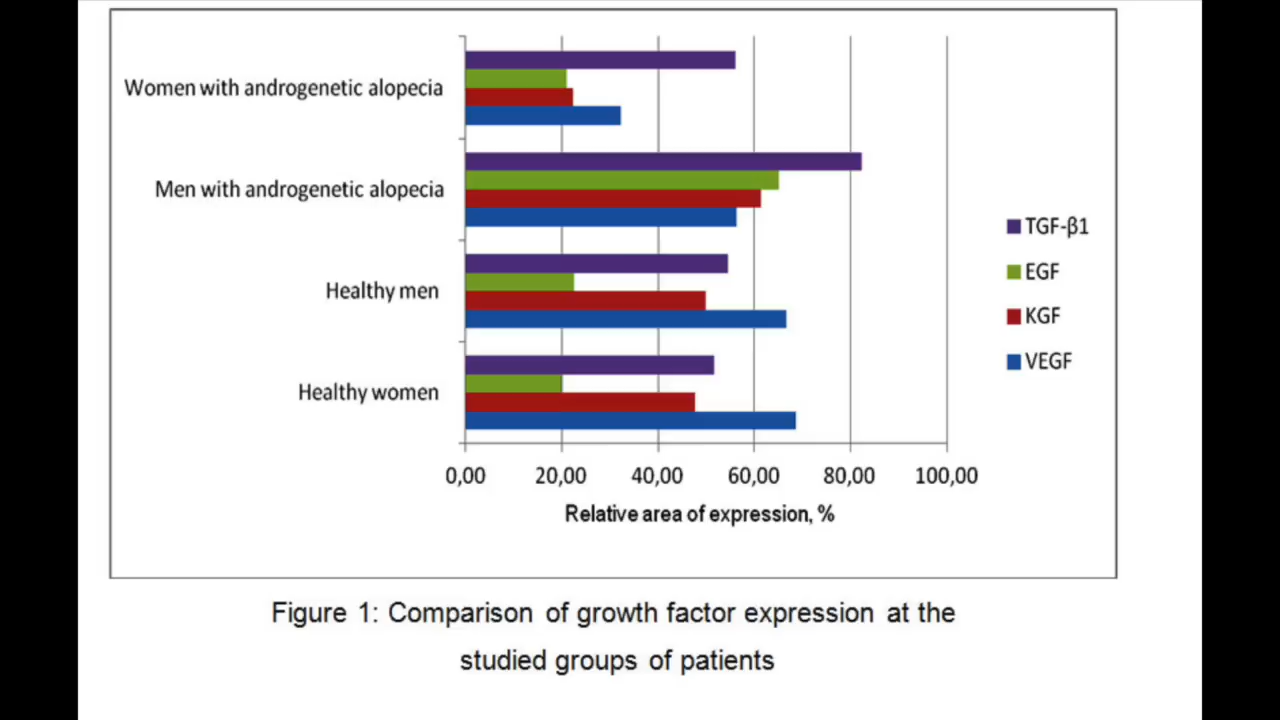 Women with androgenetic alopecia
Men with androgenetic alopecia
Healthy men
Healthy women
TGF-β1
EGF
KGF
VEGF
0,00 20,00 40,00 60,00 80,00 100,00
Relative area of expression, %
Figure 1: Comparison of growth factor expression at the
studied groups of patients